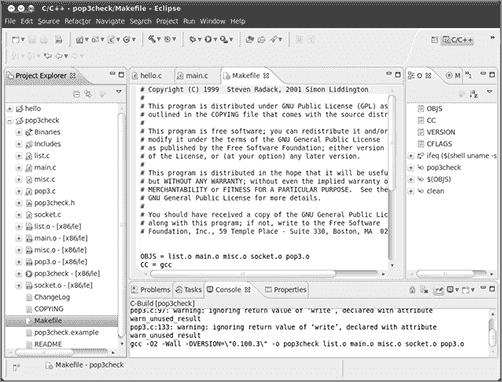 C/C++ - pop3check/Makefile - Eclipse
File Edit Source Refactor Navigate Search Project Run Window Help
C/C++
Project Explorer
hello
pop3check
Binaries
Includes
list.c
main.c
misc.c
pop3.c
pop3check.h
socket.c
list.o - [x86/le]
main.o - [x86/le]
misc.o - [x86/le]
pop3.o - [x86/le]
pop3check - [x86/le]
socket.o - [x86/le]
ChangeLog
COPYING
Makefile
pop3check.example
README
hello.c main.c Makefile
# Copyright (C) 1999 Steven Radack, 2001 Simon Liddington
#
# This program is distributed under GNU Public License (GPL) as
# outlined in the COPYING file that comes with the source distr
#
# This program is free software; you can redistribute it and/or
# modify it under the terms of the GNU General Public License
# as published by the Free Software Foundation; either version
# of the License, or (at your option) any later version.
#
# This program is distributed in the hope that it will be usefu
# but WITHOUT ANY WARRANTY; without even the implied warranty o
# MERCHANTABILITY or FITNESS FOR A PARTICULAR PURPOSE. See the
# GNU General Public License for more details.
#
# You should have received a copy of the GNU General Public Lic
# along with this program; if not, write to the Free Software
# Foundation, Inc., 59 Temple Place - Suite 330, Boston, MA 02
OBJS = list.o main.o misc.o socket.o pop3.o
CC = gcc
O M
OBJS
CC
VERSION
CFLAGS
ifeq ($(shell uname -s
pop3check
$(OBJS)
clean
Problems Tasks Console Properties
C-Build [pop3check]
pop3.c:97: warning: ignoring return value of 'write', declared with attribute
warn_unused_result
pop3.c:133: warning: ignoring return value of 'write', declared with attribute
warn_unused_result
gcc -O2 -Wall -DVERSION=\"0.100.3\" -o pop3check list.o main.o misc.o socket.o pop3.o
Makefile - pop3check